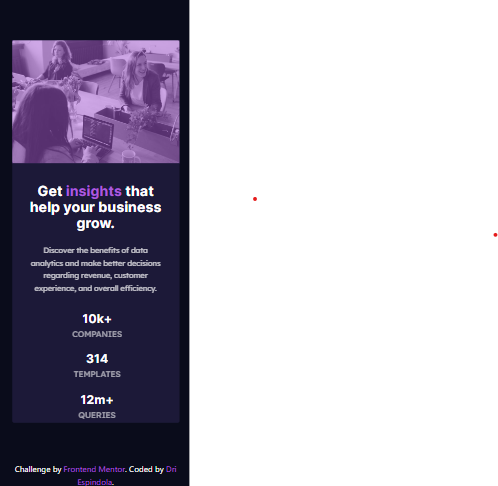 Get insights that
help your business
grow.
Discover the benefits of data
analytics and make better decisions
regarding revenue, customer
experience, and overall efficiency.
10k+
COMPANIES
314
TEMPLATES
12m+
QUERIES
Challenge by Frontend Mentor. Coded by Dri
Espindola.